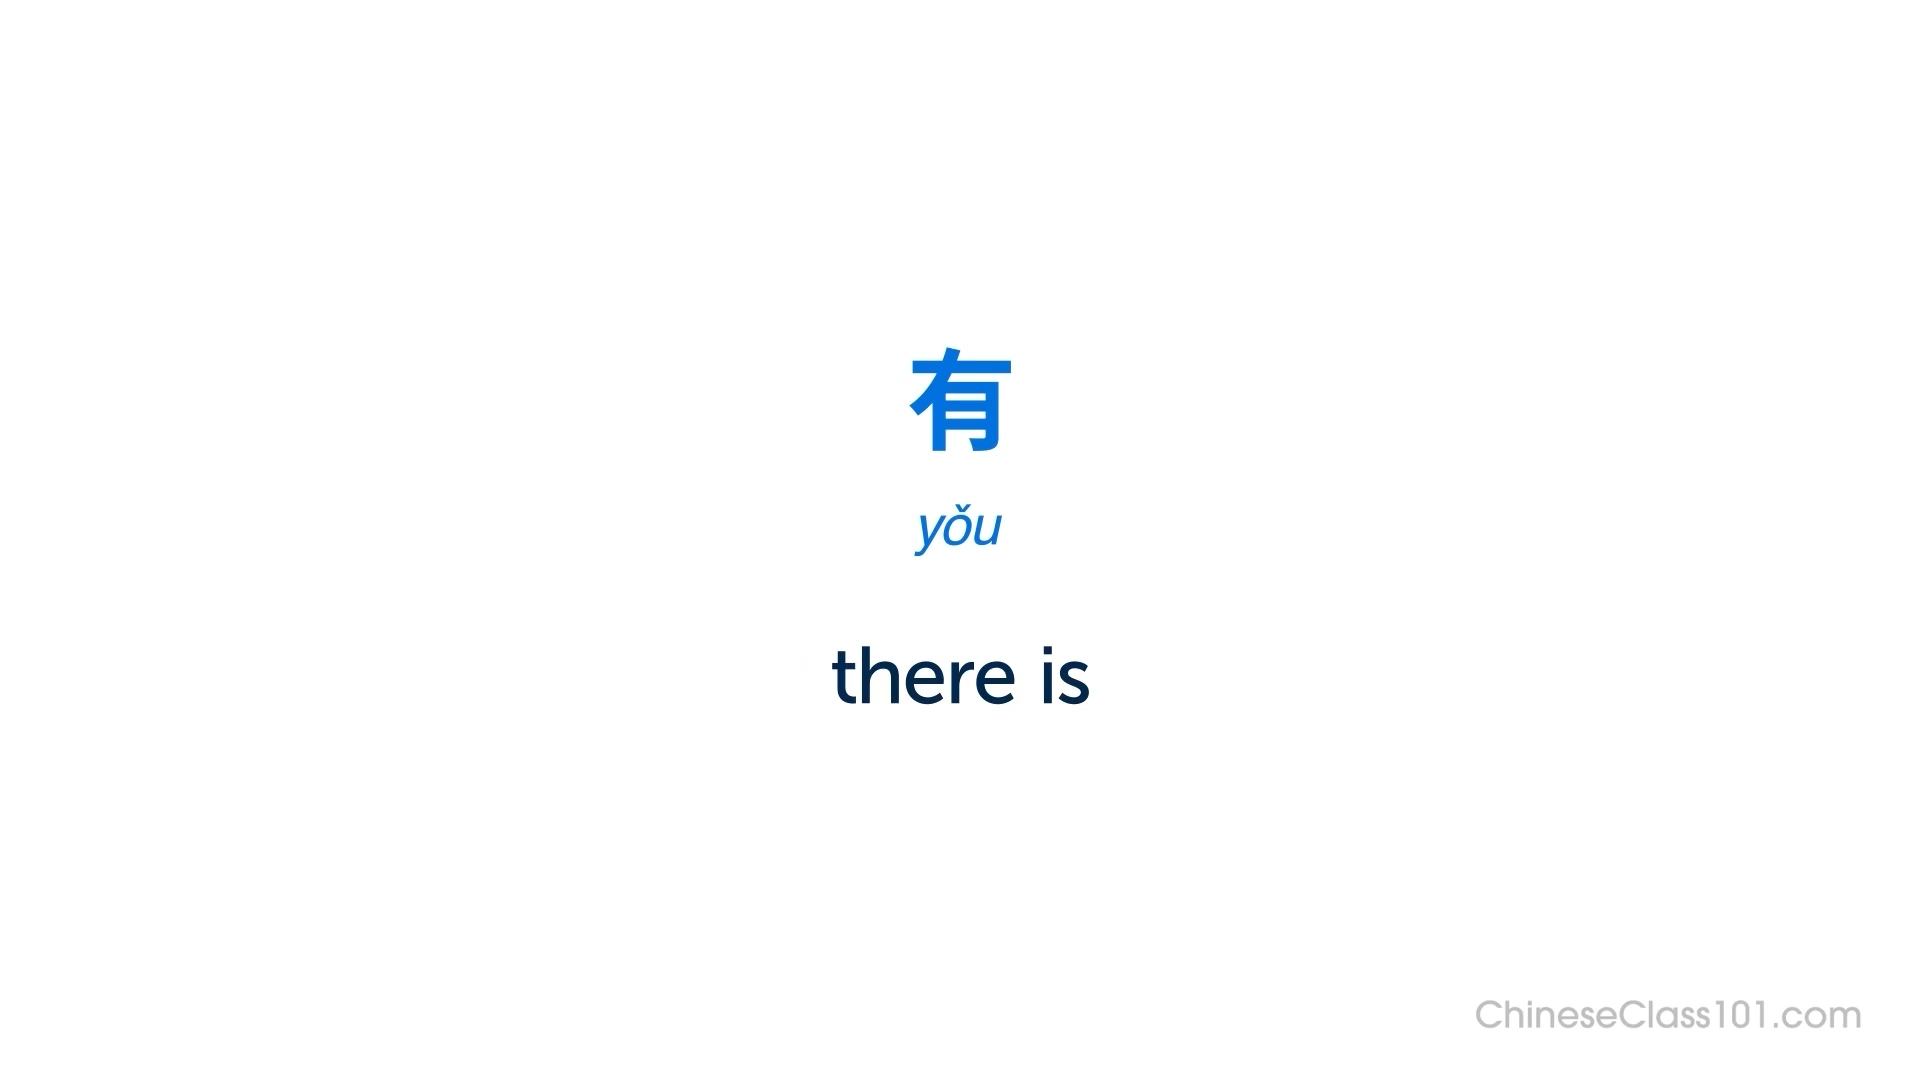 有
yǒu
there is
ChineseClass101.com